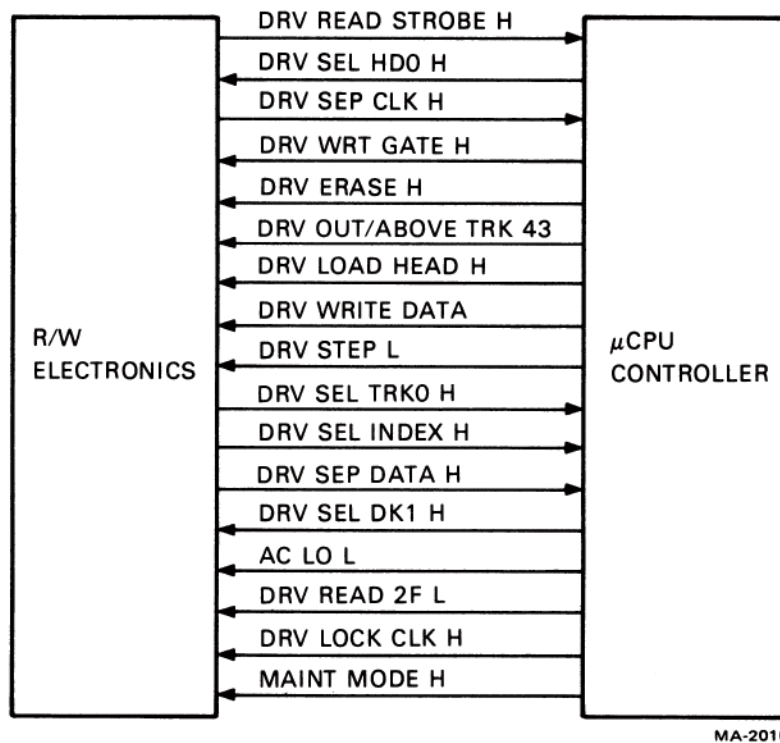 DRV READ STROBE H
DRV SEL HD0 H
DRV SEP CLK H
DRV WRT GATE H
DRV ERASE H
DRV OUT/ABOVE TRK 43
DRV LOAD HEAD H
DRV WRITE DATA
DRV STEP L
DRV SEL TRK0 H
DRV SEL INDEX H
DRV SEP DATA H
DRV SEL DK1 H
AC LO L
DRV READ 2F L
DRV LOCK CLK H
MAINT MODE H
R/W
ELECTRONICS
μCPU
CONTROLLER